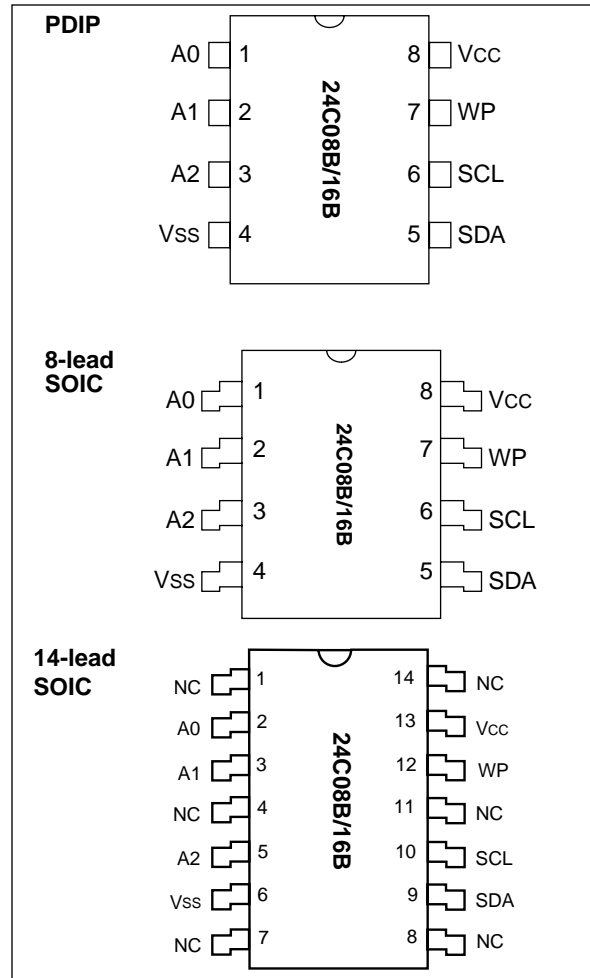 PDIP
A0 1 8 VCC
A1 2 7 WP
A2 3 6 SCL
VSS 4 5 SDA
24C08B/16B
8-lead
SOIC
A0 1 8 VCC
A1 2 7 WP
A2 3 6 SCL
VSS 4 5 SDA
24C08B/16B
14-lead
SOIC
NC 1 14 NC
A0 2 13 VCC
A1 3 12 WP
NC 4 11 NC
A2 5 10 SCL
VSS 6 9 SDA
NC 7 8 NC
24C08B/16B